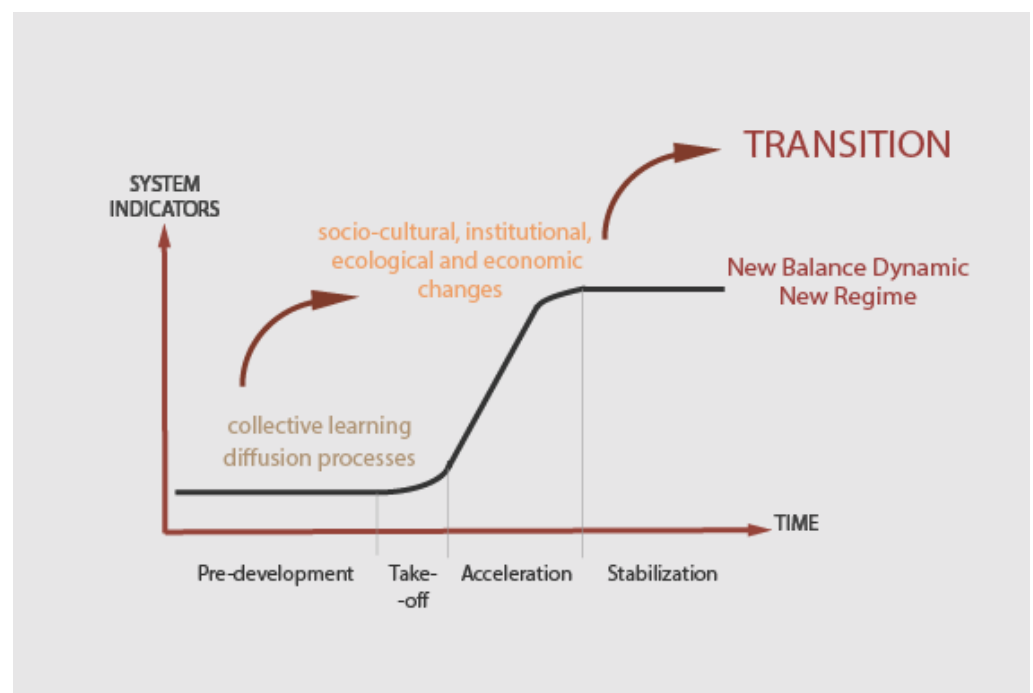 TRANSITION
SYSTEM
INDICATORS
socio-cultural, institutional,
ecological and economic
changes
New Balance Dynamic
New Regime
collective learning
diffusion processes
TIME
Pre-development
Take-
-off
Acceleration
Stabilization